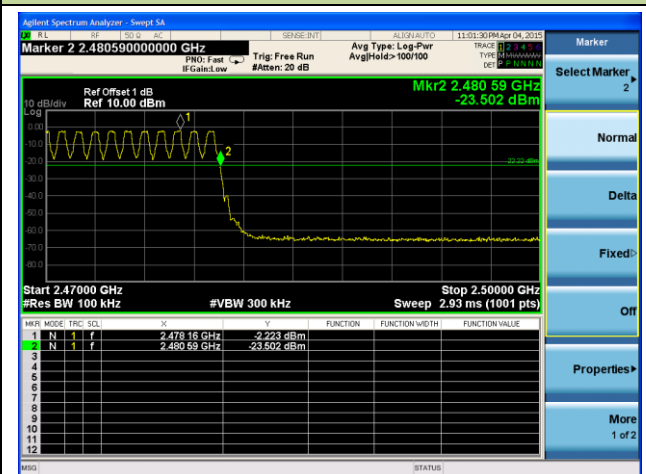 Agilent Spectrum Analyzer - Swept SA
RL RF 50 Ω AC SENSE:INT ALIGNAUTO 11:01:30 PM Apr 04, 2015
Marker 2 2.480590000000 GHz
PNO: Fast
IFGain:Low
Trig: Free Run
#Atten: 20 dB
Avg Type: Log-Pwr
Avg|Hold>100/100
TRACE 1 2 3 4 5 6
TYPE
DET P P N N N N
Ref Offset 1 dB
10 dB/div Ref 10.00 dBm
Log
Mkr2 2.480 59 GHz
-23.502 dBm
0.00
-10.0
-20.0
-30.0
-40.0
-50.0
-60.0
-70.0
-80.0
1
2
-22.22 dBm
Start 2.47000 GHz Stop 2.50000 GHz
#Res BW 100 kHz #VBW 300 kHz Sweep 2.93 ms (1001 pts)
MKR MODE TRC SCL X Y FUNCTION FUNCTION WIDTH FUNCTION VALUE
1 N 1 f 2.478 16 GHz -2.223 dBm
2 N 1 f 2.480 59 GHz -23.502 dBm
3
4
5
6
7
8
9
10
11
12
MSG STATUS
Marker
Select Marker
2
Normal
Delta
Fixed
Off
Properties
More
1 of 2